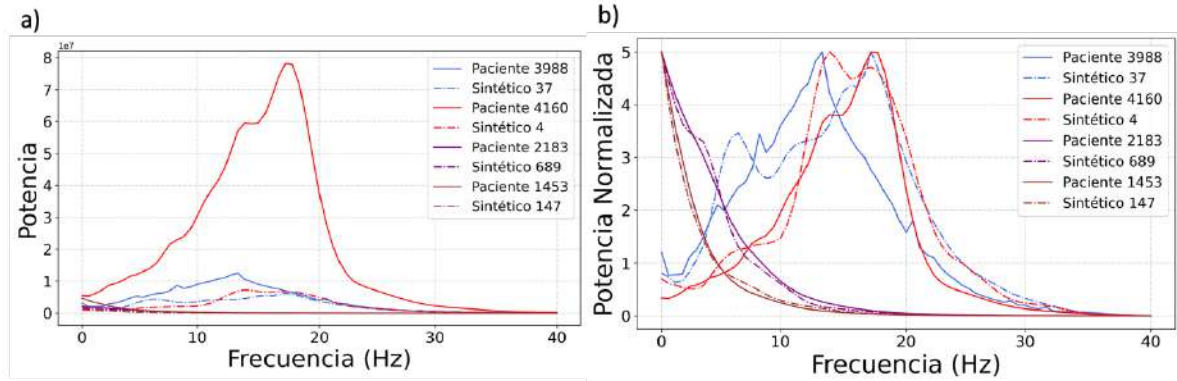 a)
1e7
8
7
6
5
4
3
2
1
0
Potencia
0
10
20
30
40
Frecuencia (Hz)
Paciente 3988
Sintético 37
Paciente 4160
Sintético 4
Paciente 2183
Sintético 689
Paciente 1453
Sintético 147
b)
5
4
3
2
1
0
Potencia Normalizada
0
10
20
30
40
Frecuencia (Hz)
Paciente 3988
Sintético 37
Paciente 4160
Sintético 4
Paciente 2183
Sintético 689
Paciente 1453
Sintético 147